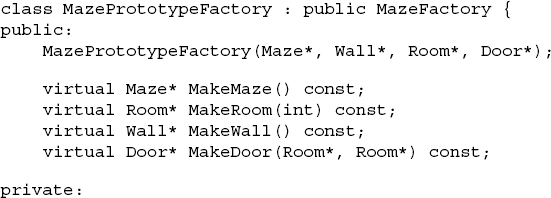 class MazePrototypeFactory : public MazeFactory {
public:
    MazePrototypeFactory(Maze*, Wall*, Room*, Door*);

    virtual Maze* MakeMaze() const;
    virtual Room* MakeRoom(int) const;
    virtual Wall* MakeWall() const;
    virtual Door* MakeDoor(Room*, Room*) const;

private: